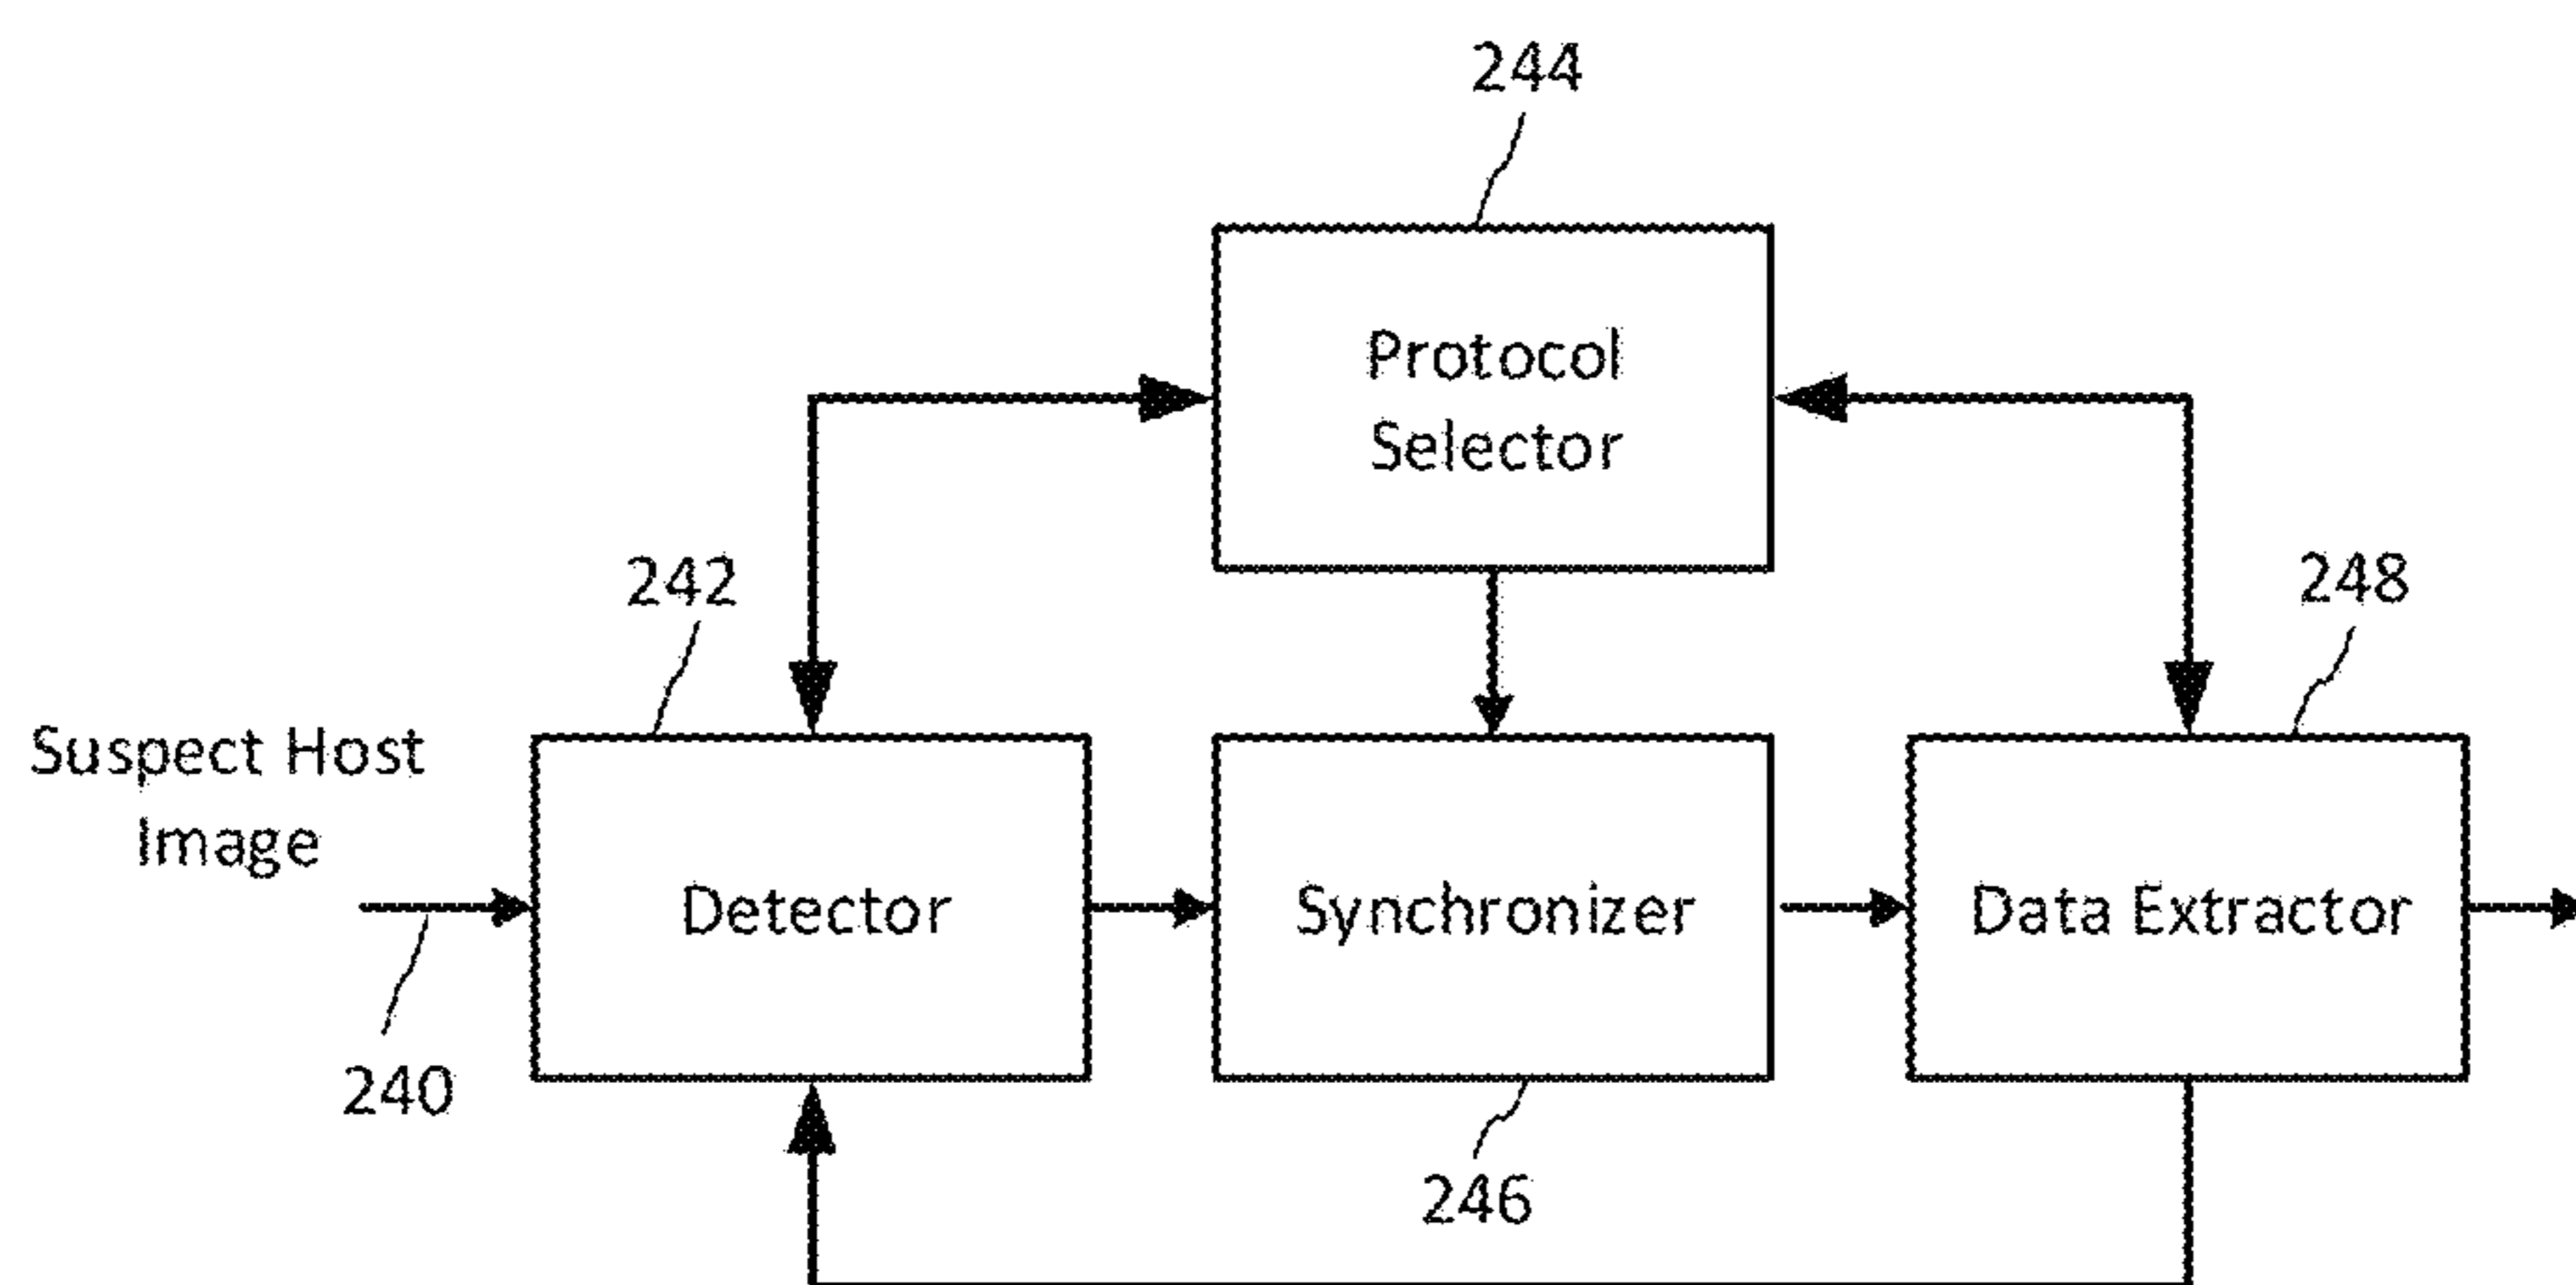 244
Protocol
Selector
242
248
Suspect Host
Image
Detector
Synchronizer
Data Extractor
240
246